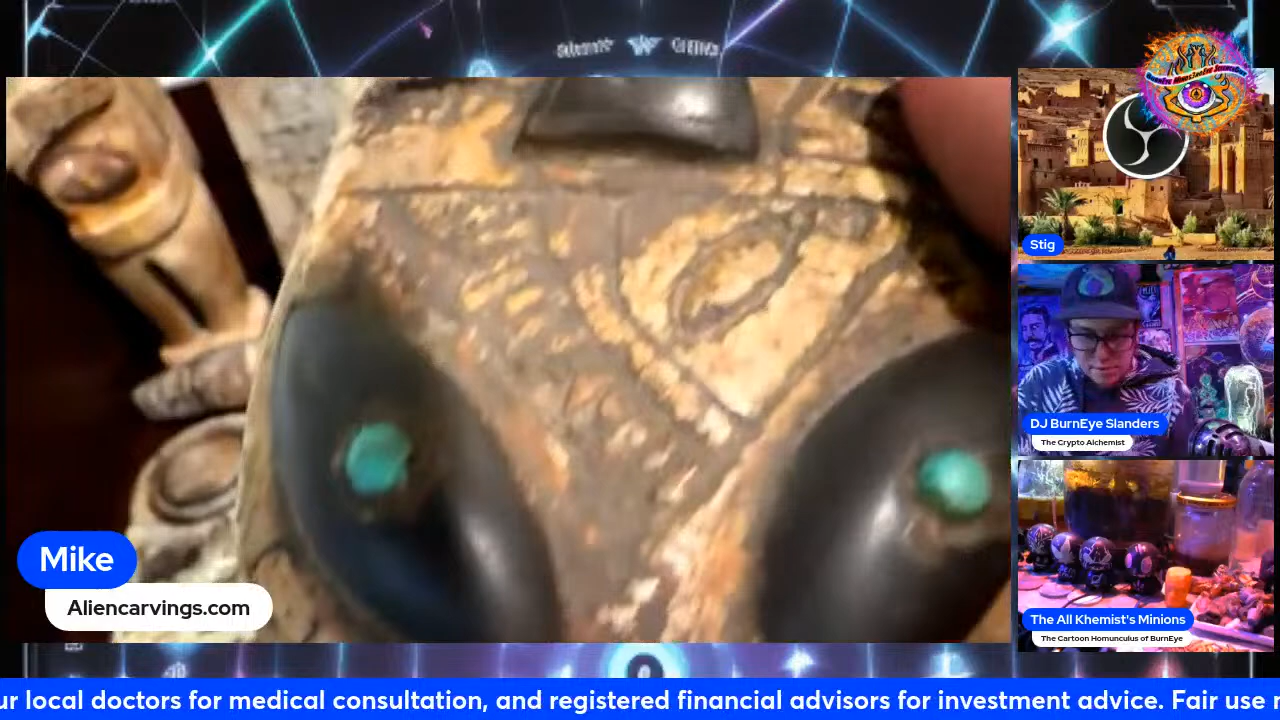 Stig
DJ BurnEye Slanders
The Crypto Alchemist
Mike
Aliencarvings.com
The All Khemist's Minions
The Cartoon Homunculus of BurnEye
ur local doctors for medical consultation, and registered financial advisors for investment advice. Fair use